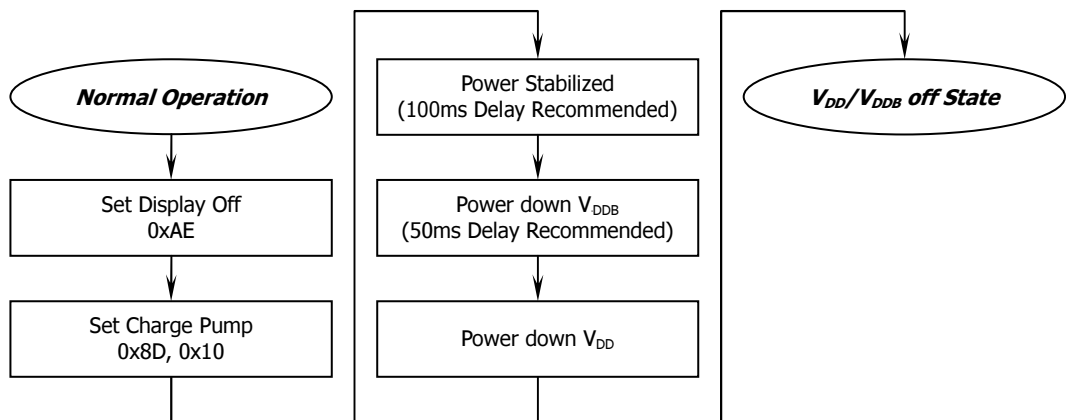 Normal Operation
Set Display Off
0xAE
Set Charge Pump
0x8D, 0x10
Power Stabilized
(100ms Delay Recommended)
Power down VDDB
(50ms Delay Recommended)
Power down VDD
VDD/VDDB off State